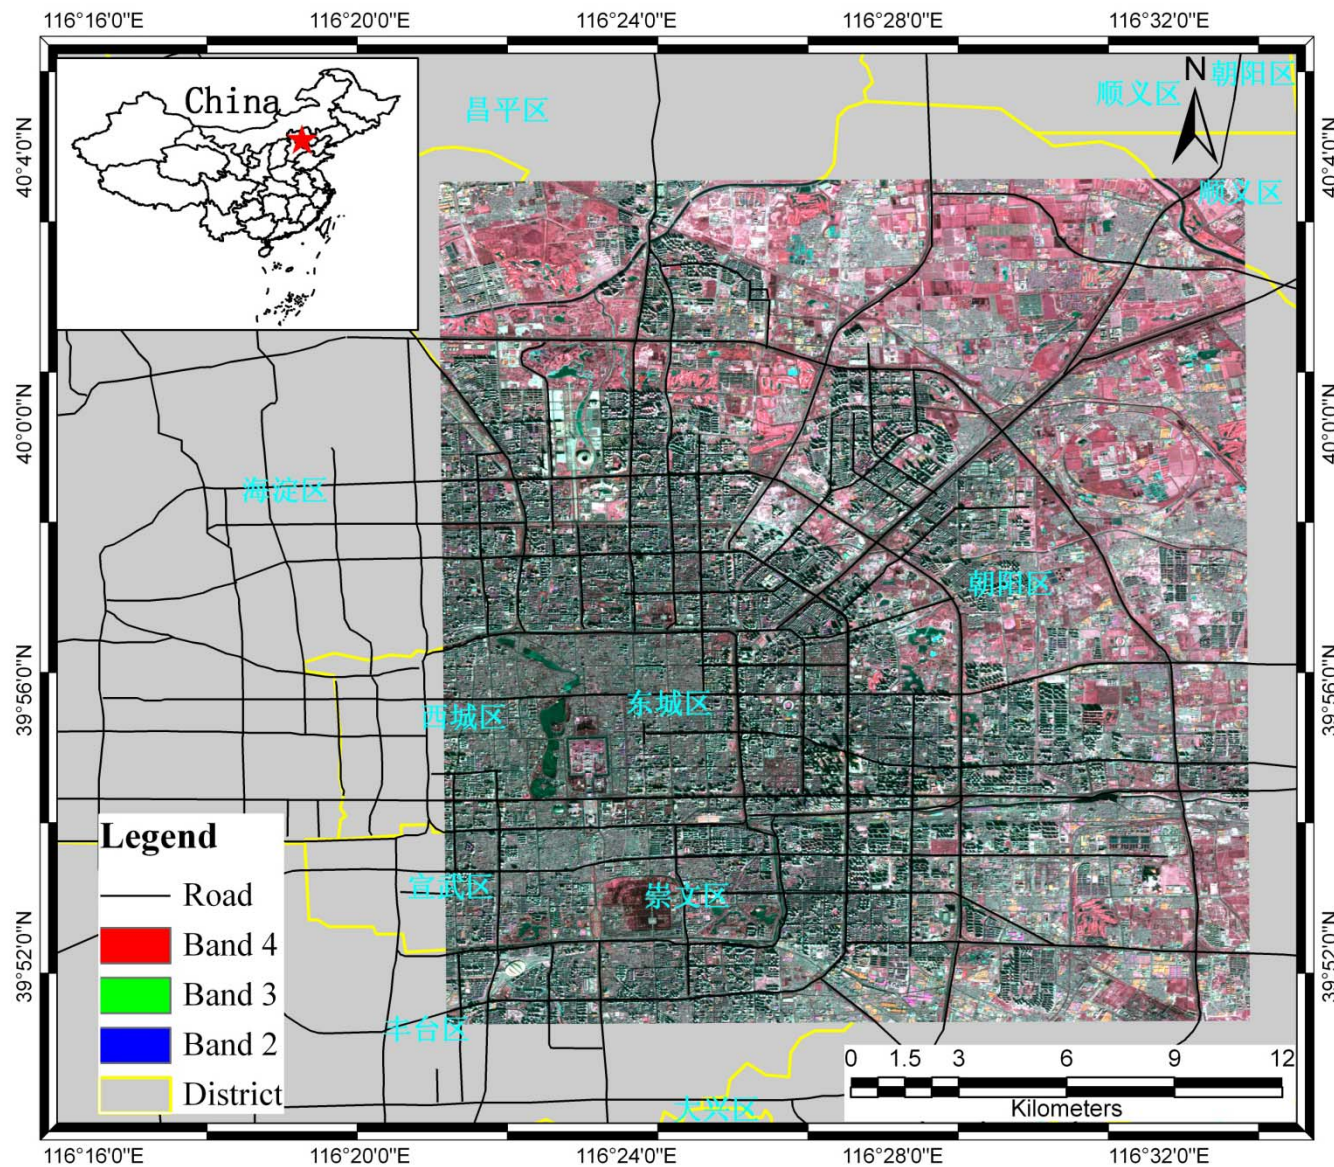 116°16'0"E 116°20'0"E 116°24'0"E 116°28'0"E 116°32'0"E
N
朝阳区
顺义区
昌平区
China
顺义区
40°4'0"N
40°4'0"N
40°0'0"N
40°0'0"N
海淀区
朝阳区
39°56'0"N
39°56'0"N
西城区
东城区
宣武区
崇文区
39°52'0"N
39°52'0"N
丰台区
大兴区
Legend
Road
Band 4
Band 3
Band 2
District
0 1.5 3 6 9 12
Kilometers
116°16'0"E 116°20'0"E 116°24'0"E 116°28'0"E 116°32'0"E